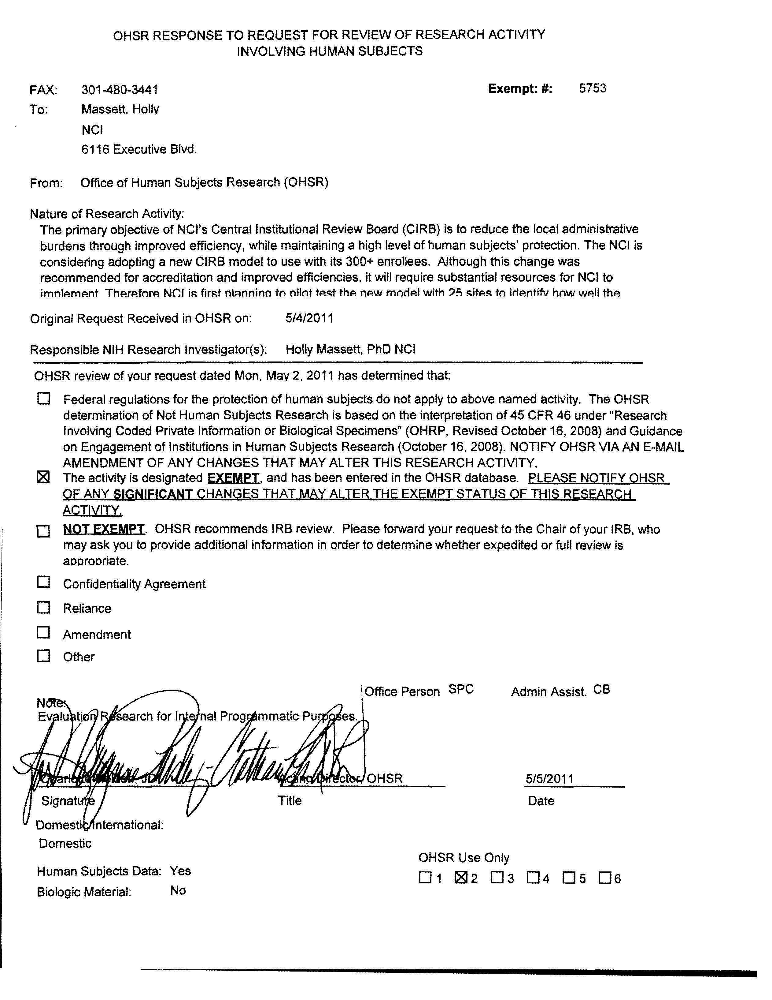 OHSR RESPONSE TO REQUEST FOR REVIEW OF RESEARCH ACTIVITY
INVOLVING HUMAN SUBJECTS
FAX: 301-480-3441 Exempt: #: 5753
To: Massett, Holly
NCI
6116 Executive Blvd.
From: Office of Human Subjects Research (OHSR)
Nature of Research Activity:
The primary objective of NCI's Central Institutional Review Board (CIRB) is to reduce the local administrative
burdens through improved efficiency, while maintaining a high level of human subjects' protection. The NCI is
considering adopting a new CIRB model to use with its 300+ enrollees. Although this change was
recommended for accreditation and improved efficiencies, it will require substantial resources for NCI to
implement Therefore NCI is first planning to pilot test the new model with 25 sites to identify how well the
Original Request Received in OHSR on: 5/4/2011
Responsible NIH Research Investigator(s): Holly Massett, PhD NCI
OHSR review of your request dated Mon, May 2, 2011 has determined that:
☐ Federal regulations for the protection of human subjects do not apply to above named activity. The OHSR
determination of Not Human Subjects Research is based on the interpretation of 45 CFR 46 under "Research
Involving Coded Private Information or Biological Specimens" (OHRP, Revised October 16, 2008) and Guidance
on Engagement of Institutions in Human Subjects Research (October 16, 2008). NOTIFY OHSR VIA AN E-MAIL
AMENDMENT OF ANY CHANGES THAT MAY ALTER THIS RESEARCH ACTIVITY.
☒ The activity is designated EXEMPT, and has been entered in the OHSR database. PLEASE NOTIFY OHSR
OF ANY SIGNIFICANT CHANGES THAT MAY ALTER THE EXEMPT STATUS OF THIS RESEARCH
ACTIVITY.
☐ NOT EXEMPT. OHSR recommends IRB review. Please forward your request to the Chair of your IRB, who
may ask you to provide additional information in order to determine whether expedited or full review is
appropriate.
☐ Confidentiality Agreement
☐ Reliance
☐ Amendment
☐ Other
Office Person SPC Admin Assist. CB
Note:
Evaluation Research for Internal Programmatic Purposes.
JD Acting Director, OHSR 5/5/2011
Signature Title Date
Domestic/International:
Domestic
OHSR Use Only
Human Subjects Data: Yes
☐ 1 ☒ 2 ☐ 3 ☐ 4 ☐ 5 ☐ 6
Biologic Material: No